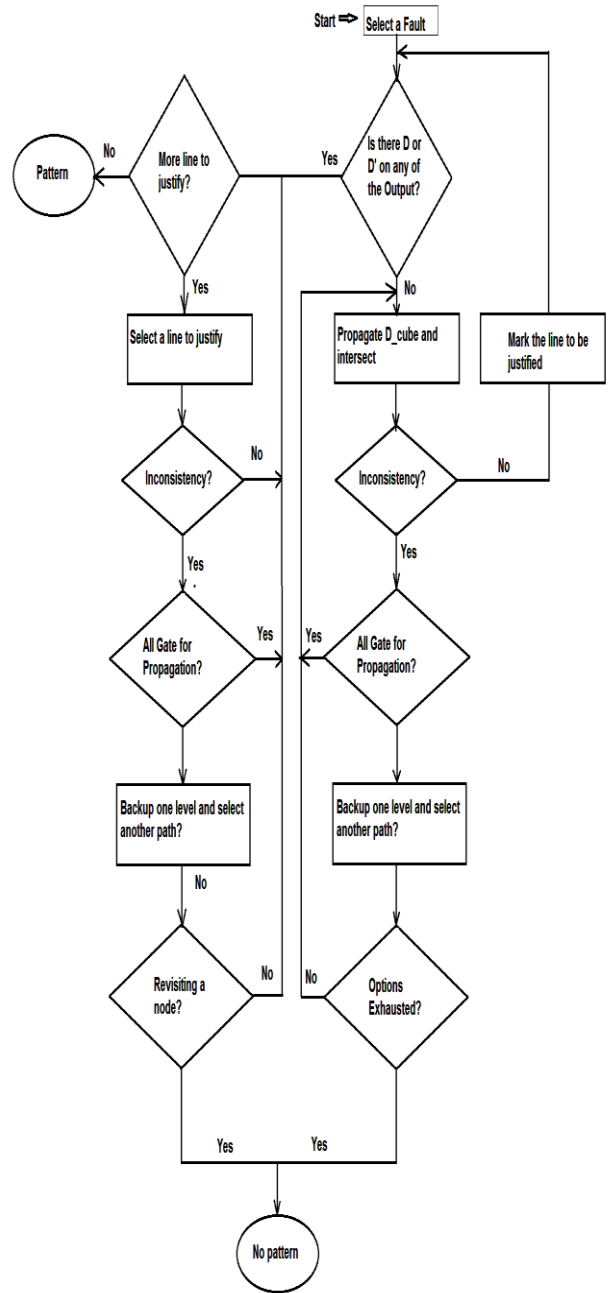 Start ⇒ Select a Fault
More line to
justify?
No
Pattern
Yes
Is there D or
D' on any of
the Output?
Yes
No
Select a line to justify
Propagate D_cube and
intersect
Mark the line to be
justified
Inconsistency?
No
Inconsistency?
No
Yes
Yes
All Gate for
Propagation?
Yes
Yes
All Gate for
Propagation?
Backup one level and select
another path?
No
Backup one level and select
another path?
Revisiting a
node?
No
No
Options
Exhausted?
Yes
Yes
No pattern